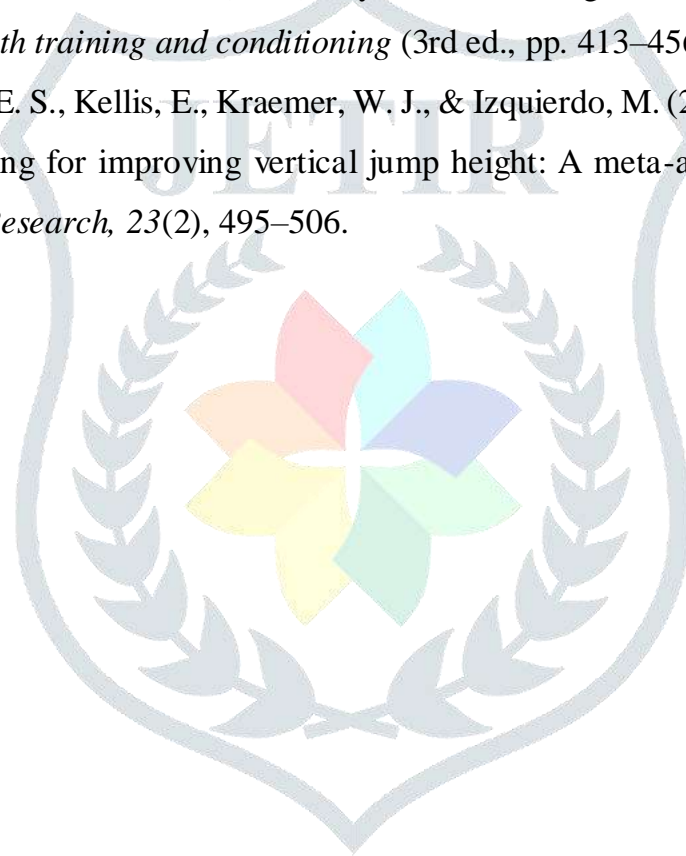 th training and conditioning (3rd ed., pp. 413–456
E. S., Kellis, E., Kraemer, W. J., & Izquierdo, M. (2
ng for improving vertical jump height: A meta-a
esearch, 23(2), 495–506.
JETIR